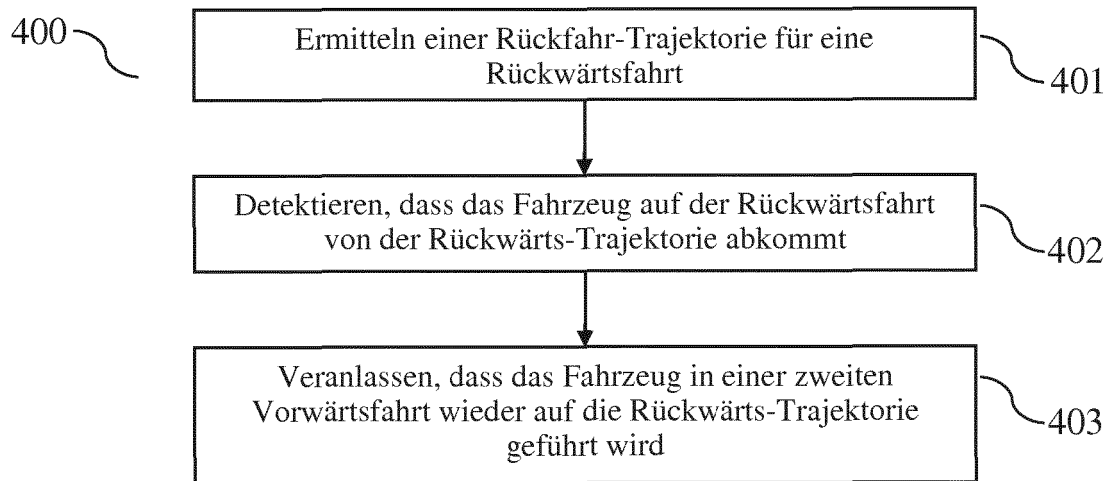 400
Ermitteln einer Rückfahr-Trajektorie für eine
Rückwärtsfahrt
401
Detektieren, dass das Fahrzeug auf der Rückwärtsfahrt
von der Rückwärts-Trajektorie abkommt
402
Veranlassen, dass das Fahrzeug in einer zweiten
Vorwärtsfahrt wieder auf die Rückwärts-Trajektorie
geführt wird
403